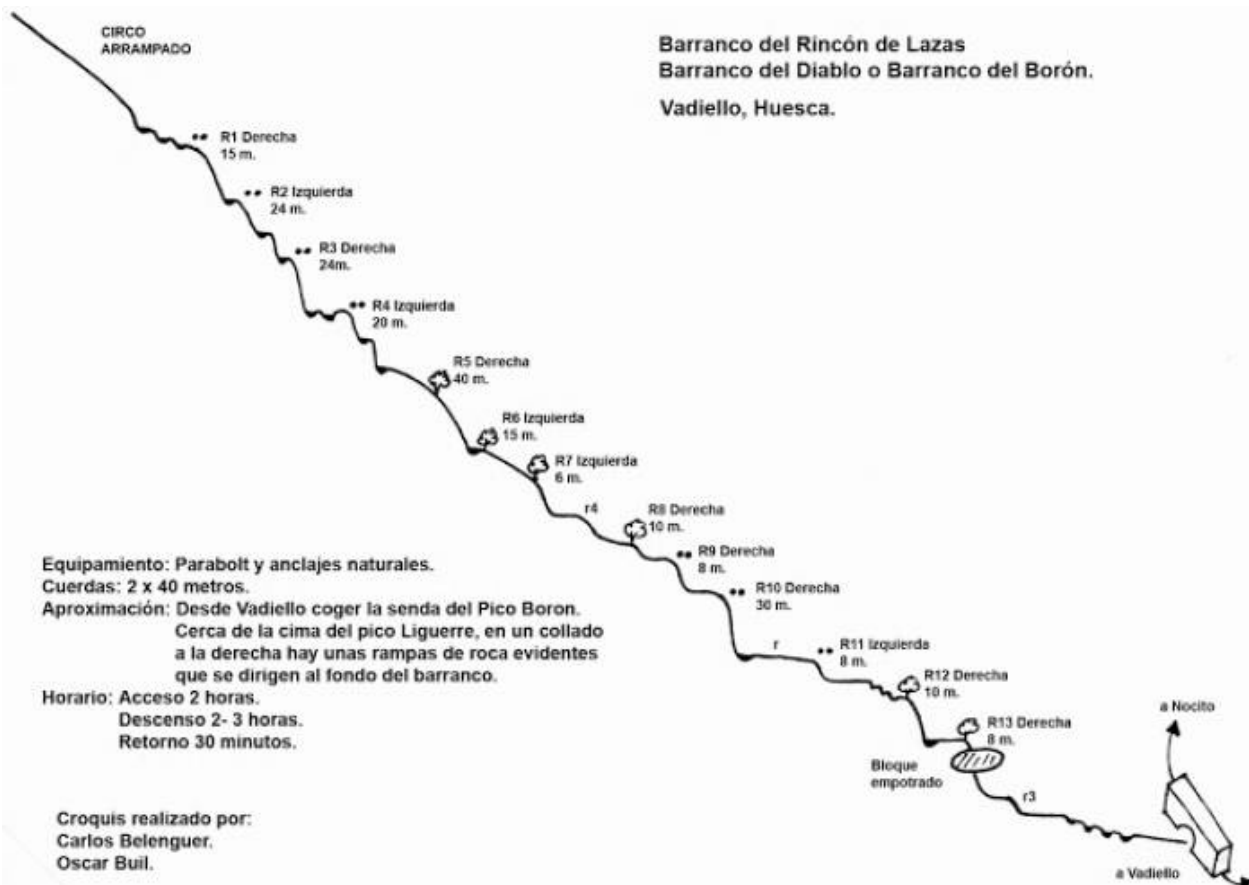 CIRCO
ARRAMPADO
Barranco del Rincón de Lazas
Barranco del Diablo o Barranco del Borón.
Vadiello, Huesca.
R1 Derecha
15 m.
R2 Izquierda
24 m.
R3 Derecha
24m.
R4 Izquierda
20 m.
R5 Derecha
40 m.
R6 Izquierda
15 m.
R7 Izquierda
6 m.
r4
R8 Derecha
10 m.
R9 Derecha
8 m.
R10 Derecha
30 m.
r
R11 Izquierda
8 m.
R12 Derecha
10 m.
R13 Derecha
8 m.
Bloque
empotrado
r3
a Nocito
a Vadiello
Equipamiento: Parabolt y anclajes naturales.
Cuerdas: 2 x 40 metros.
Aproximación: Desde Vadiello coger la senda del Pico Boron.
Cerca de la cima del pico Liguerre, en un collado
a la derecha hay unas rampas de roca evidentes
que se dirigen al fondo del barranco.
Horario: Acceso 2 horas.
Descenso 2- 3 horas.
Retorno 30 minutos.
Croquis realizado por:
Carlos Belenguer.
Oscar Buil.